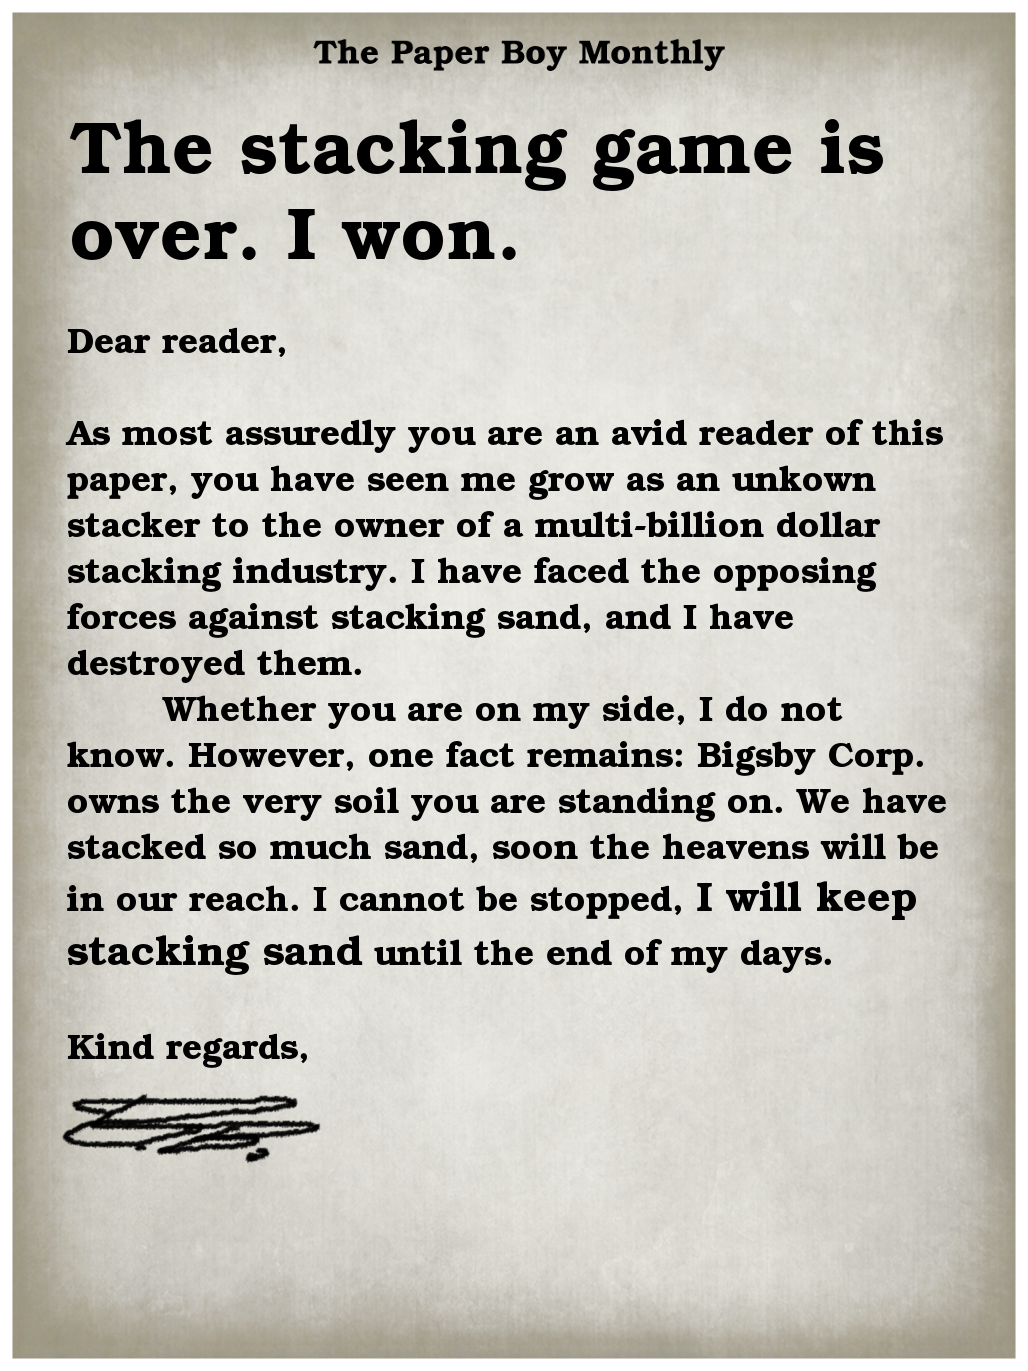 The Paper Boy Monthly
The stacking game is
over. I won.
Dear reader,
As most assuredly you are an avid reader of this
paper, you have seen me grow as an unkown
stacker to the owner of a multi-billion dollar
stacking industry. I have faced the opposing
forces against stacking sand, and I have
destroyed them.
Whether you are on my side, I do not
know. However, one fact remains: Bigsby Corp.
owns the very soil you are standing on. We have
stacked so much sand, soon the heavens will be
in our reach. I cannot be stopped, I will keep
stacking sand until the end of my days.
Kind regards,